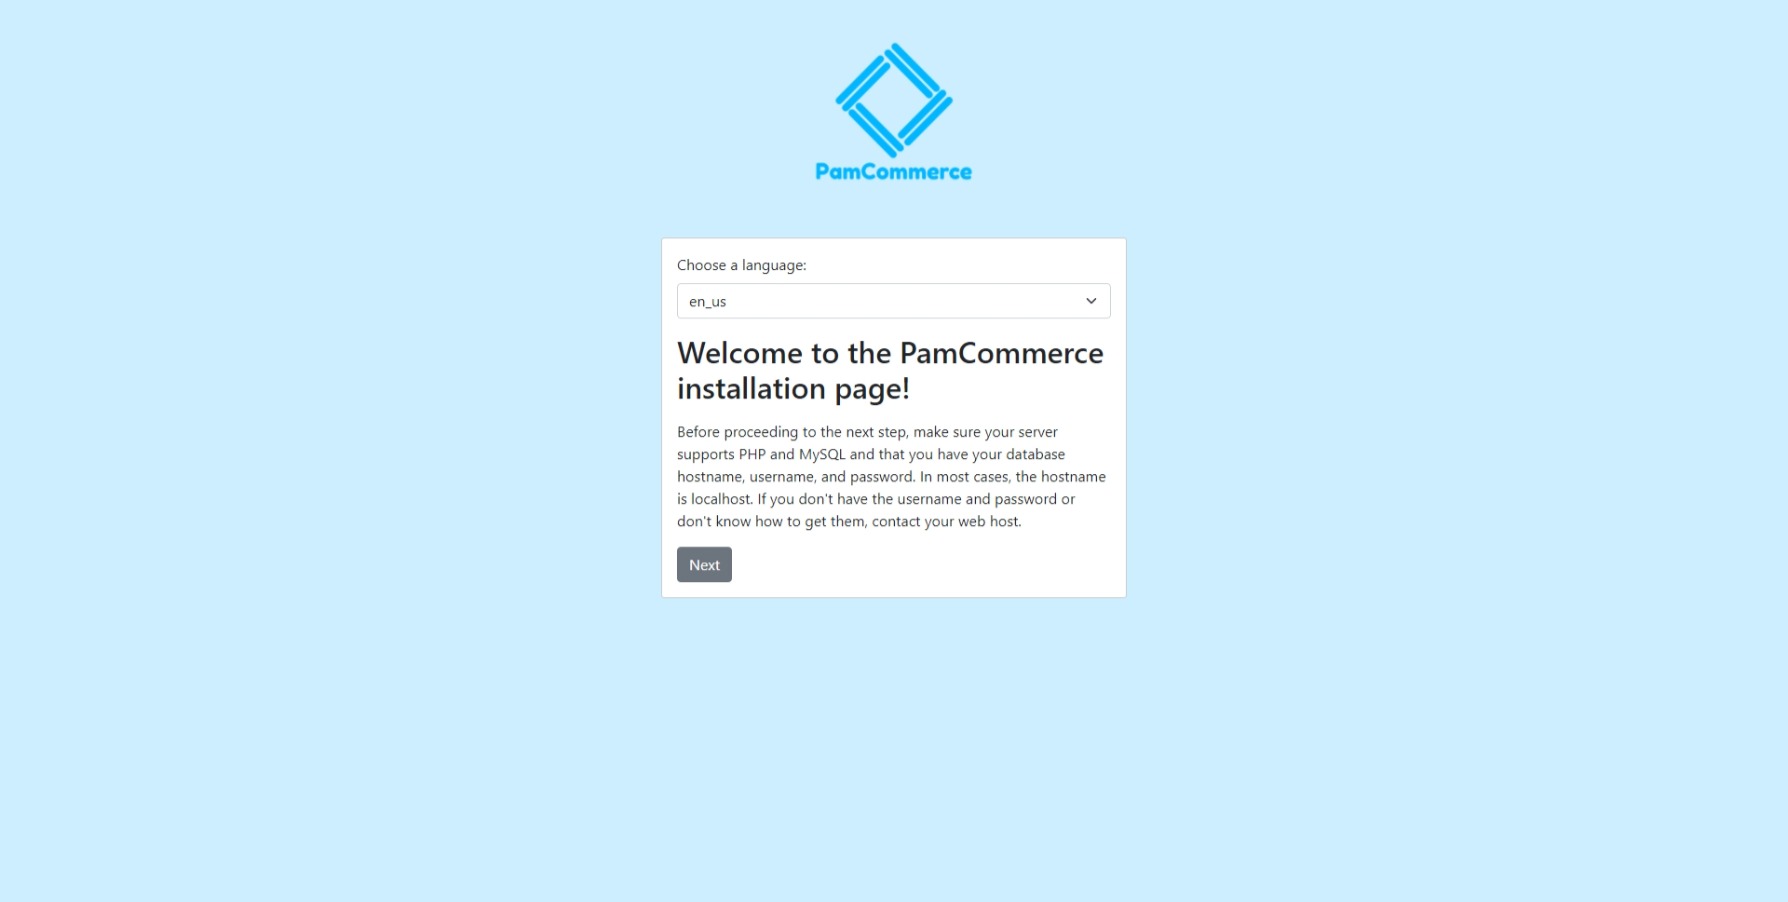 PamCommerce
Choose a language:
en_us
Welcome to the PamCommerce
installation page!
Before proceeding to the next step, make sure your server
supports PHP and MySQL and that you have your database
hostname, username, and password. In most cases, the hostname
is localhost. If you don't have the username and password or
don't know how to get them, contact your web host.
Next